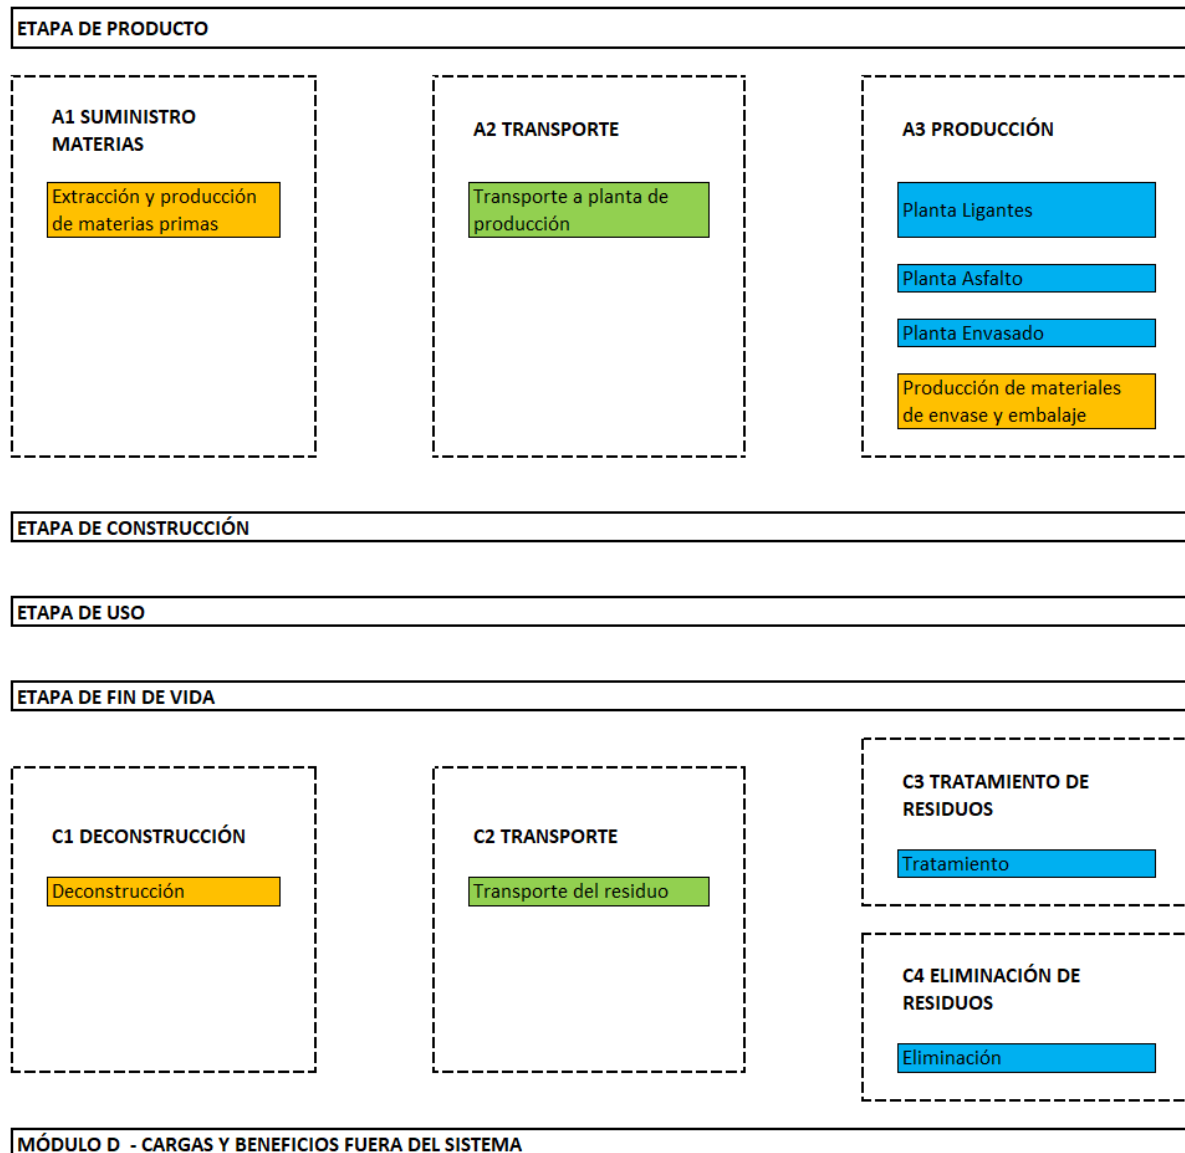 ETAPA DE PRODUCTO
A1 SUMINISTRO
MATERIAS
Extracción y producción
de materias primas
A2 TRANSPORTE
Transporte a planta de
producción
A3 PRODUCCIÓN
Planta Ligantes
Planta Asfalto
Planta Envasado
Producción de materiales
de envase y embalaje
ETAPA DE CONSTRUCCIÓN
ETAPA DE USO
ETAPA DE FIN DE VIDA
C1 DECONSTRUCCIÓN
Deconstrucción
C2 TRANSPORTE
Transporte del residuo
C3 TRATAMIENTO DE
RESIDUOS
Tratamiento
C4 ELIMINACIÓN DE
RESIDUOS
Eliminación
MÓDULO D - CARGAS Y BENEFICIOS FUERA DEL SISTEMA